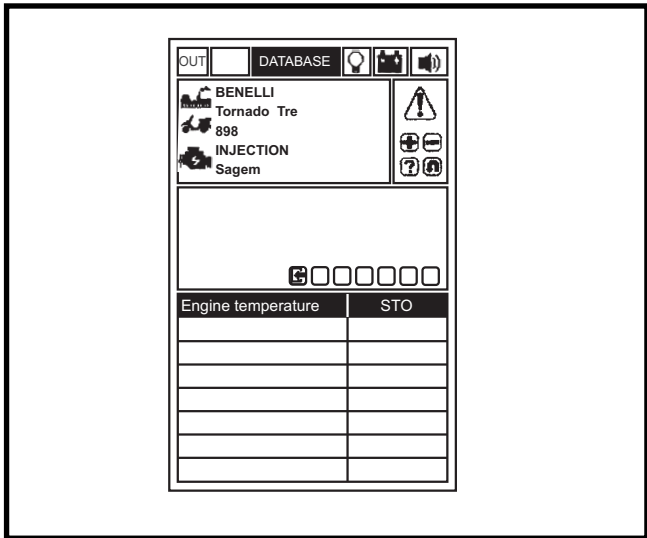 OUT DATABASE
BENELLI
Tornado Tre
898
INJECTION
Sagem
?
Engine temperature STO